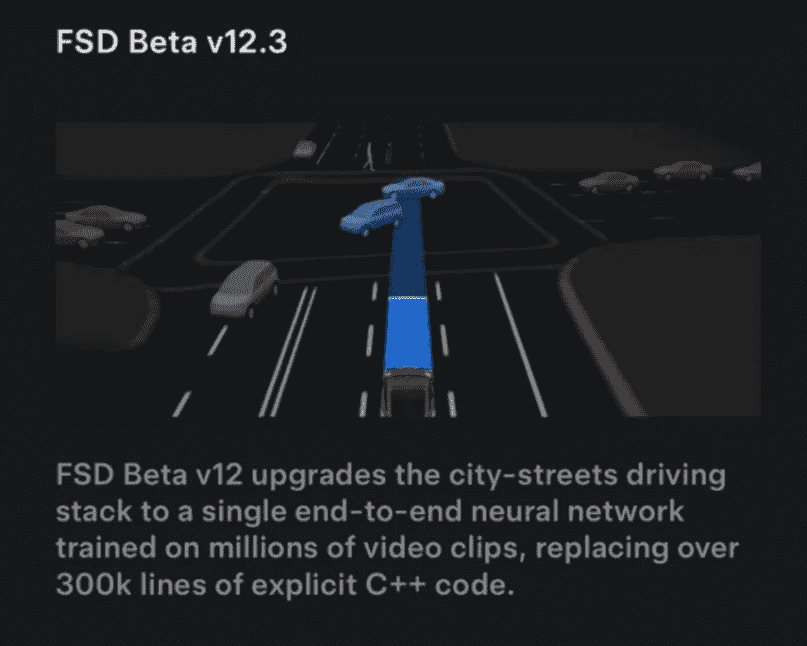 FSD Beta v12.3
FSD Beta v12 upgrades the city-streets driving
stack to a single end-to-end neural network
trained on millions of video clips, replacing over
300k lines of explicit C++ code.